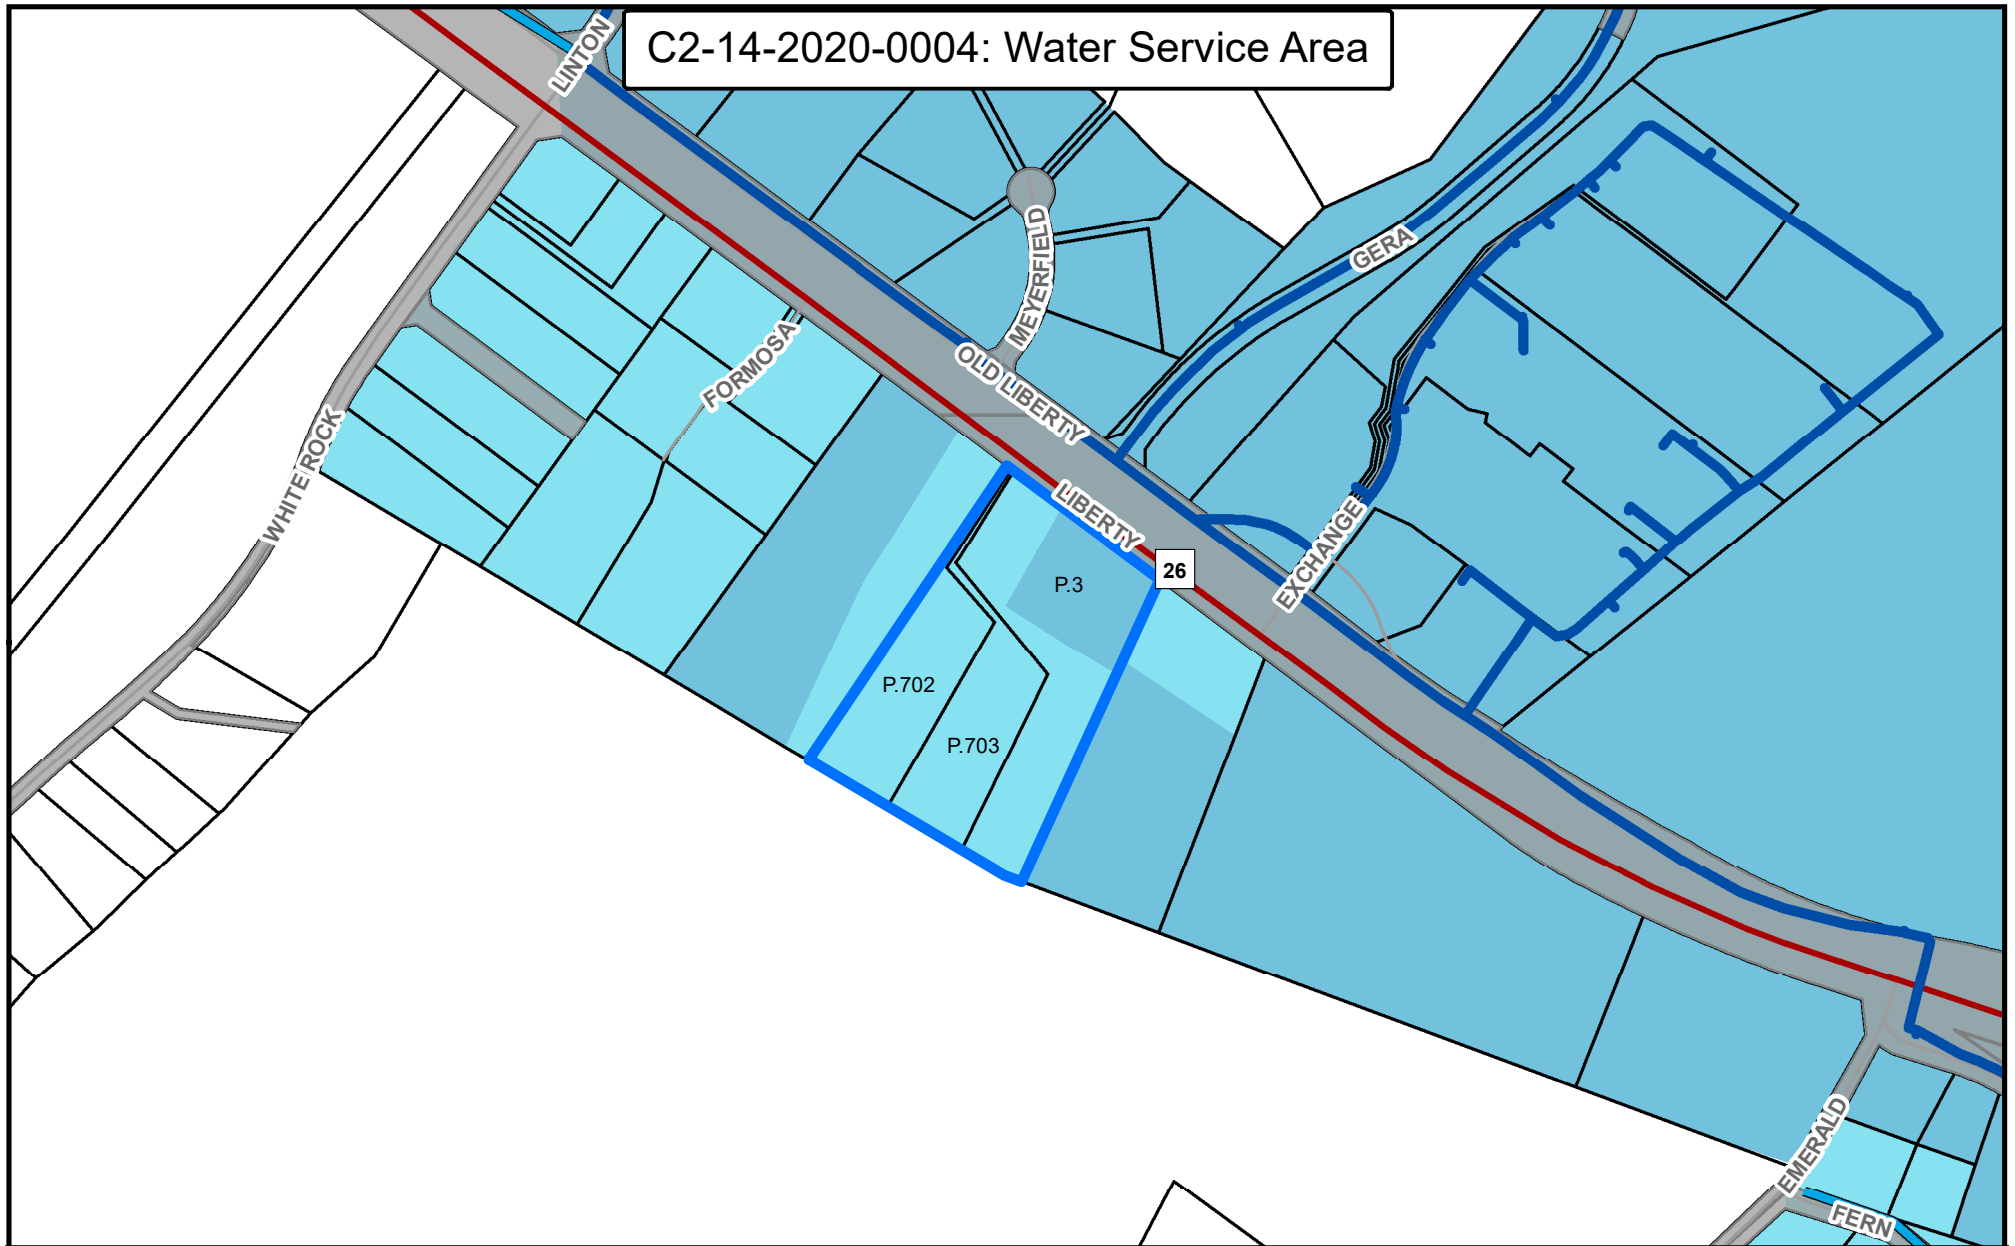 C2-14-2020-0004: Water Service Area
LINTON
MEYERFIELD
GERA
FORMOSA
OLD LIBERTY
WHITE ROCK
LIBERTY
EXCHANGE
26
P.3
P.702
P.703
EMERALD
FERN